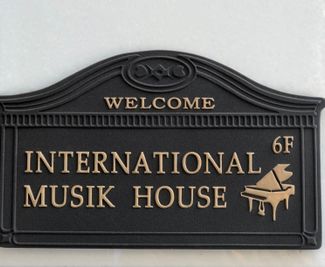 WELCOME
6F
INTERNATIONAL
MUSIK HOUSE